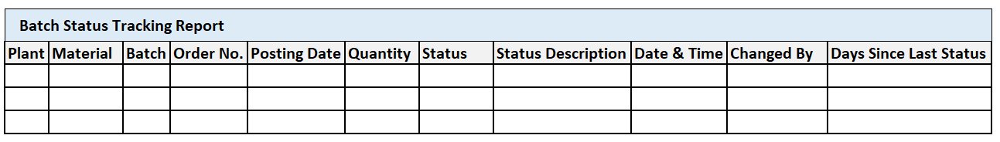 Batch Status Tracking Report
Plant Material Batch Order No. Posting Date Quantity Status Status Description Date & Time Changed By Days Since Last Status